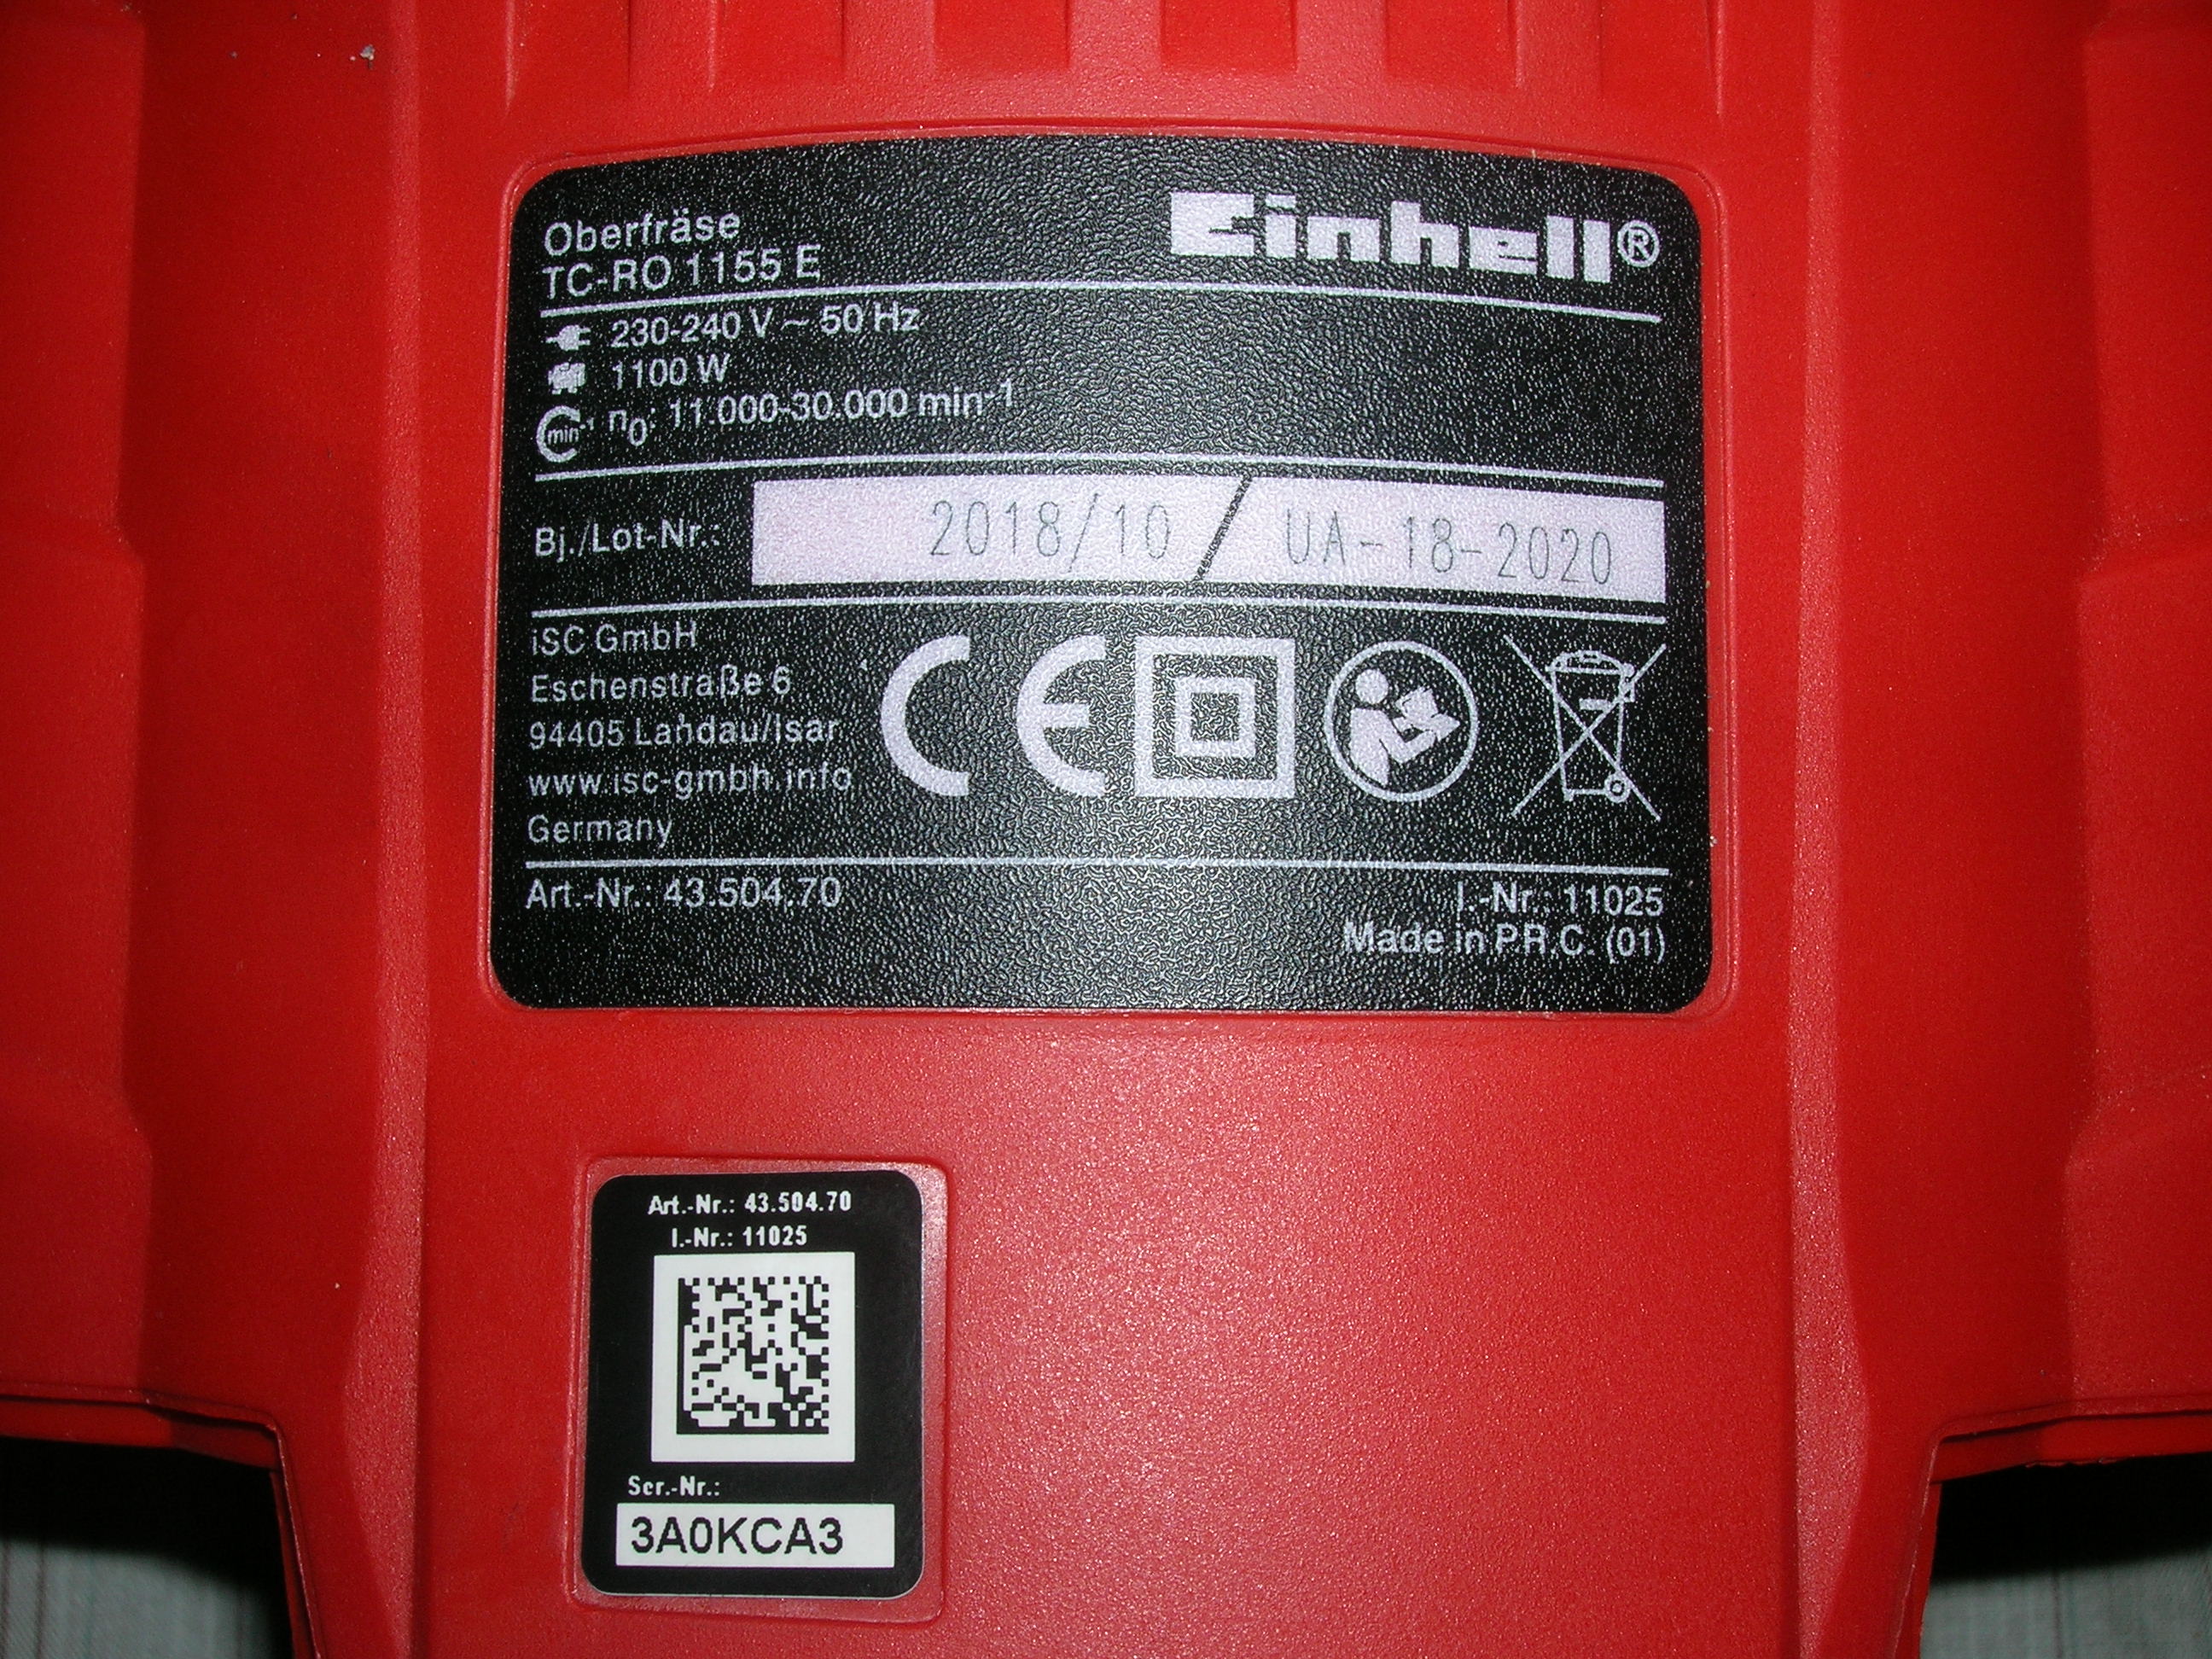 Oberfräse
TC-RO 1155 E
Einhell®
230-240 V ~ 50 Hz
1100 W
min-1 n0: 11.000-30.000 min-1
Bj./Lot-Nr.: 2018/10 / UA-18-2020
iSC GmbH
Eschenstraße 6
94405 Landau/Isar
www.isc-gmbh.info
Germany
CE
Art.-Nr.: 43.504.70
I.-Nr.: 11025
Made in P.R.C. (01)
Art.-Nr.: 43.504.70
I.-Nr.: 11025
Ser.-Nr.:
3A0KCA3